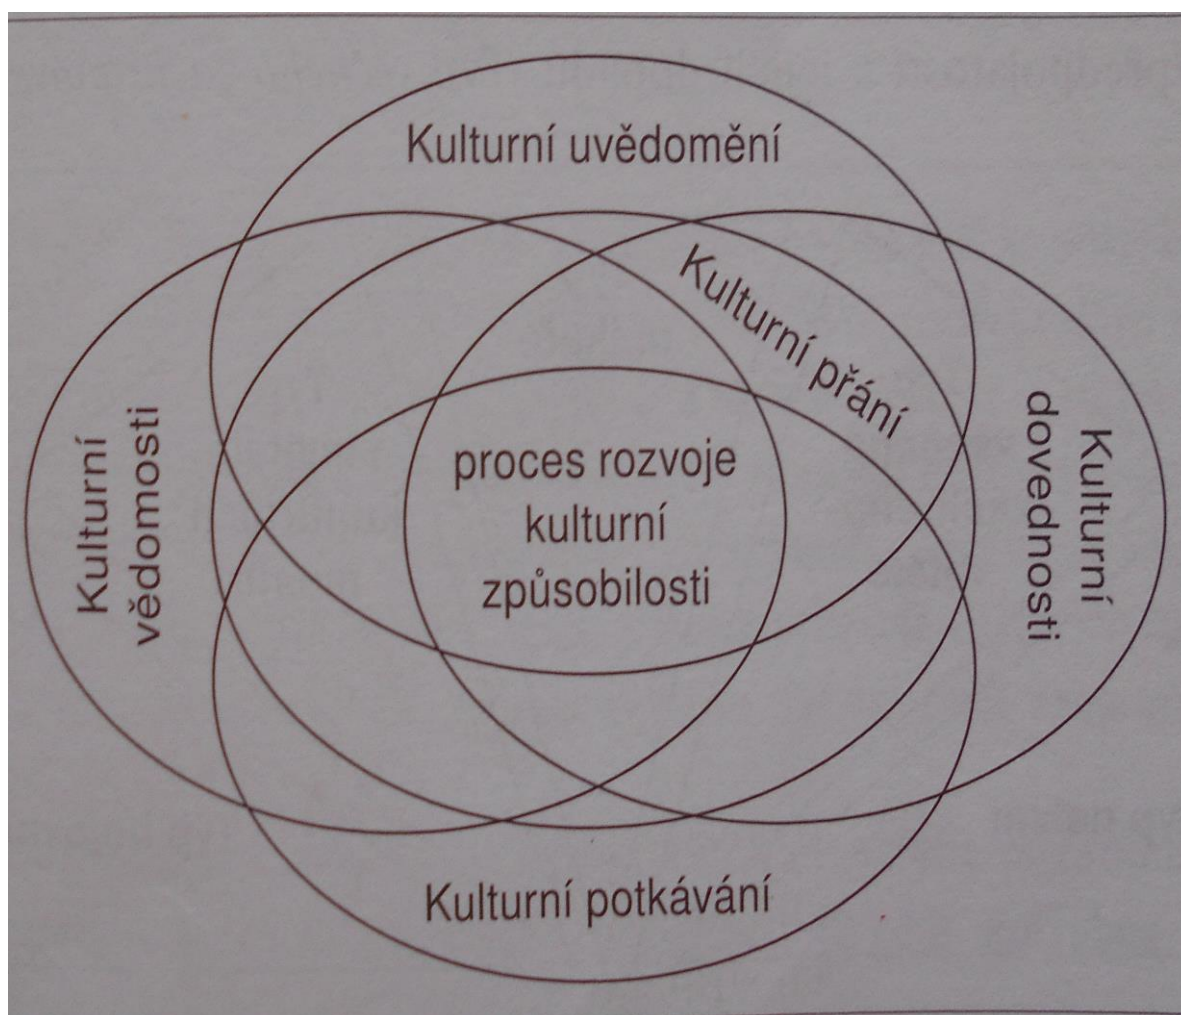 Kulturní uvědomění
Kulturní přání
Kulturní
vědomosti
proces rozvoje
kulturní
způsobilosti
Kulturní
dovednosti
Kulturní potkávání